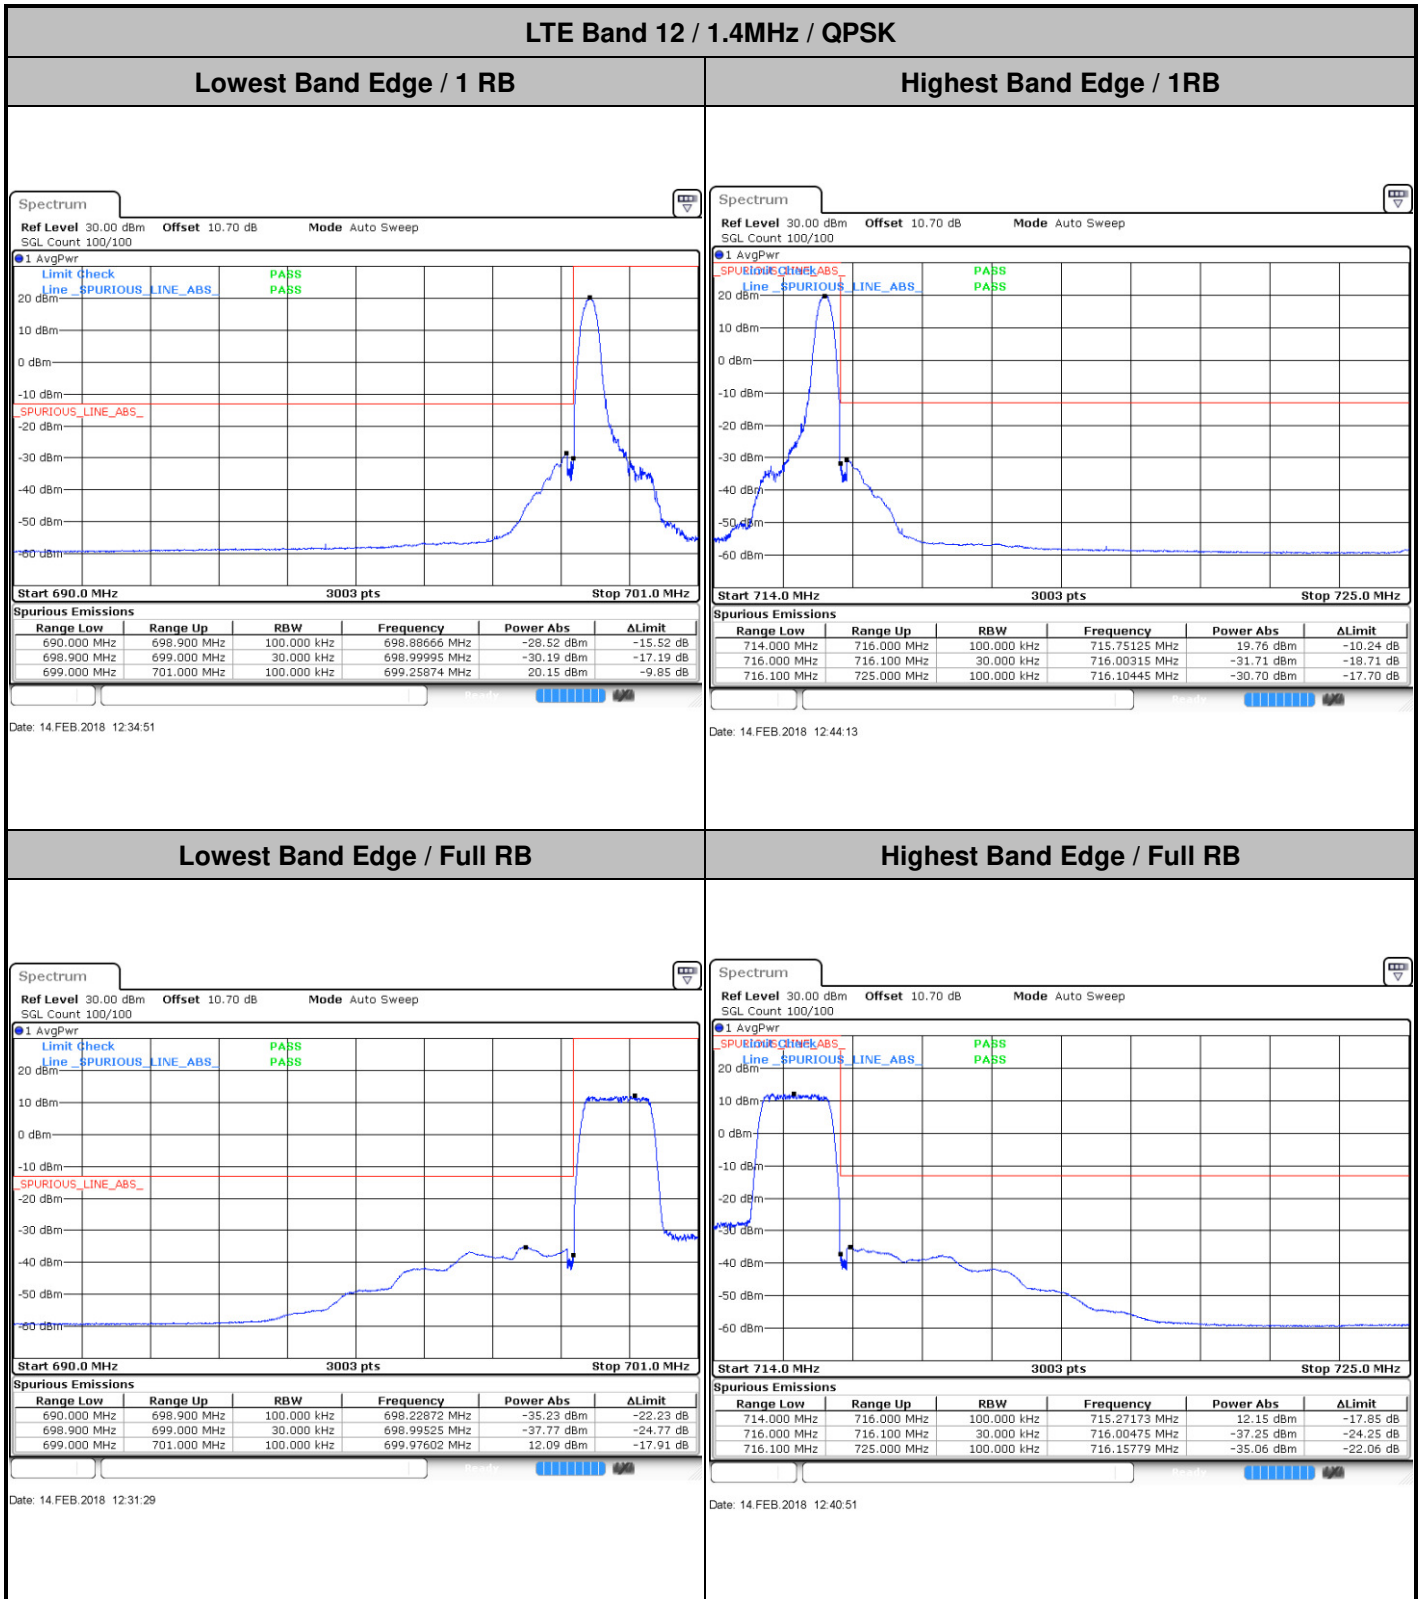 LTE Band 12 / 1.4MHz / QPSK
Lowest Band Edge / 1 RB
Highest Band Edge / 1RB
Spectrum
Ref Level 30.00 dBm Offset 10.70 dB Mode Auto Sweep
SGL Count 100/100
1 AvgPwr
Limit Check PASS
Line _SPURIOUS_LINE_ABS_ PASS
20 dBm
10 dBm
0 dBm
-10 dBm
_SPURIOUS_LINE_ABS_
-20 dBm
-30 dBm
-40 dBm
-50 dBm
-60 dBm
Start 690.0 MHz 3003 pts Stop 701.0 MHz
Spurious Emissions
Range Low Range Up RBW Frequency Power Abs ΔLimit
690.000 MHz 698.900 MHz 100.000 kHz 698.88666 MHz -28.52 dBm -15.52 dB
698.900 MHz 699.000 MHz 30.000 kHz 698.99995 MHz -30.19 dBm -17.19 dB
699.000 MHz 701.000 MHz 100.000 kHz 699.25874 MHz 20.15 dBm -9.85 dB
Ready
Date: 14.FEB.2018 12:34:51
Spectrum
Ref Level 30.00 dBm Offset 10.70 dB Mode Auto Sweep
SGL Count 100/100
1 AvgPwr
_SPURIOUS_LINE_ABS_
Limit Check PASS
Line _SPURIOUS_LINE_ABS_ PASS
20 dBm
10 dBm
0 dBm
-10 dBm
-20 dBm
-30 dBm
-40 dBm
-50 dBm
-60 dBm
Start 714.0 MHz 3003 pts Stop 725.0 MHz
Spurious Emissions
Range Low Range Up RBW Frequency Power Abs ΔLimit
714.000 MHz 716.000 MHz 100.000 kHz 715.75125 MHz 19.76 dBm -10.24 dB
716.000 MHz 716.100 MHz 30.000 kHz 716.00315 MHz -31.71 dBm -18.71 dB
716.100 MHz 725.000 MHz 100.000 kHz 716.10445 MHz -30.70 dBm -17.70 dB
Ready
Date: 14.FEB.2018 12:44:13
Lowest Band Edge / Full RB
Highest Band Edge / Full RB
Spectrum
Ref Level 30.00 dBm Offset 10.70 dB Mode Auto Sweep
SGL Count 100/100
1 AvgPwr
Limit Check PASS
Line _SPURIOUS_LINE_ABS_ PASS
20 dBm
10 dBm
0 dBm
-10 dBm
_SPURIOUS_LINE_ABS_
-20 dBm
-30 dBm
-40 dBm
-50 dBm
-60 dBm
Start 690.0 MHz 3003 pts Stop 701.0 MHz
Spurious Emissions
Range Low Range Up RBW Frequency Power Abs ΔLimit
690.000 MHz 698.900 MHz 100.000 kHz 698.22872 MHz -35.23 dBm -22.23 dB
698.900 MHz 699.000 MHz 30.000 kHz 698.99525 MHz -37.77 dBm -24.77 dB
699.000 MHz 701.000 MHz 100.000 kHz 699.97602 MHz 12.09 dBm -17.91 dB
Ready
Date: 14.FEB.2018 12:31:29
Spectrum
Ref Level 30.00 dBm Offset 10.70 dB Mode Auto Sweep
SGL Count 100/100
1 AvgPwr
_SPURIOUS_LINE_ABS_
Limit Check PASS
Line _SPURIOUS_LINE_ABS_ PASS
20 dBm
10 dBm
0 dBm
-10 dBm
-20 dBm
-30 dBm
-40 dBm
-50 dBm
-60 dBm
Start 714.0 MHz 3003 pts Stop 725.0 MHz
Spurious Emissions
Range Low Range Up RBW Frequency Power Abs ΔLimit
714.000 MHz 716.000 MHz 100.000 kHz 715.27173 MHz 12.15 dBm -17.85 dB
716.000 MHz 716.100 MHz 30.000 kHz 716.00475 MHz -37.25 dBm -24.25 dB
716.100 MHz 725.000 MHz 100.000 kHz 716.15779 MHz -35.06 dBm -22.06 dB
Ready
Date: 14.FEB.2018 12:40:51